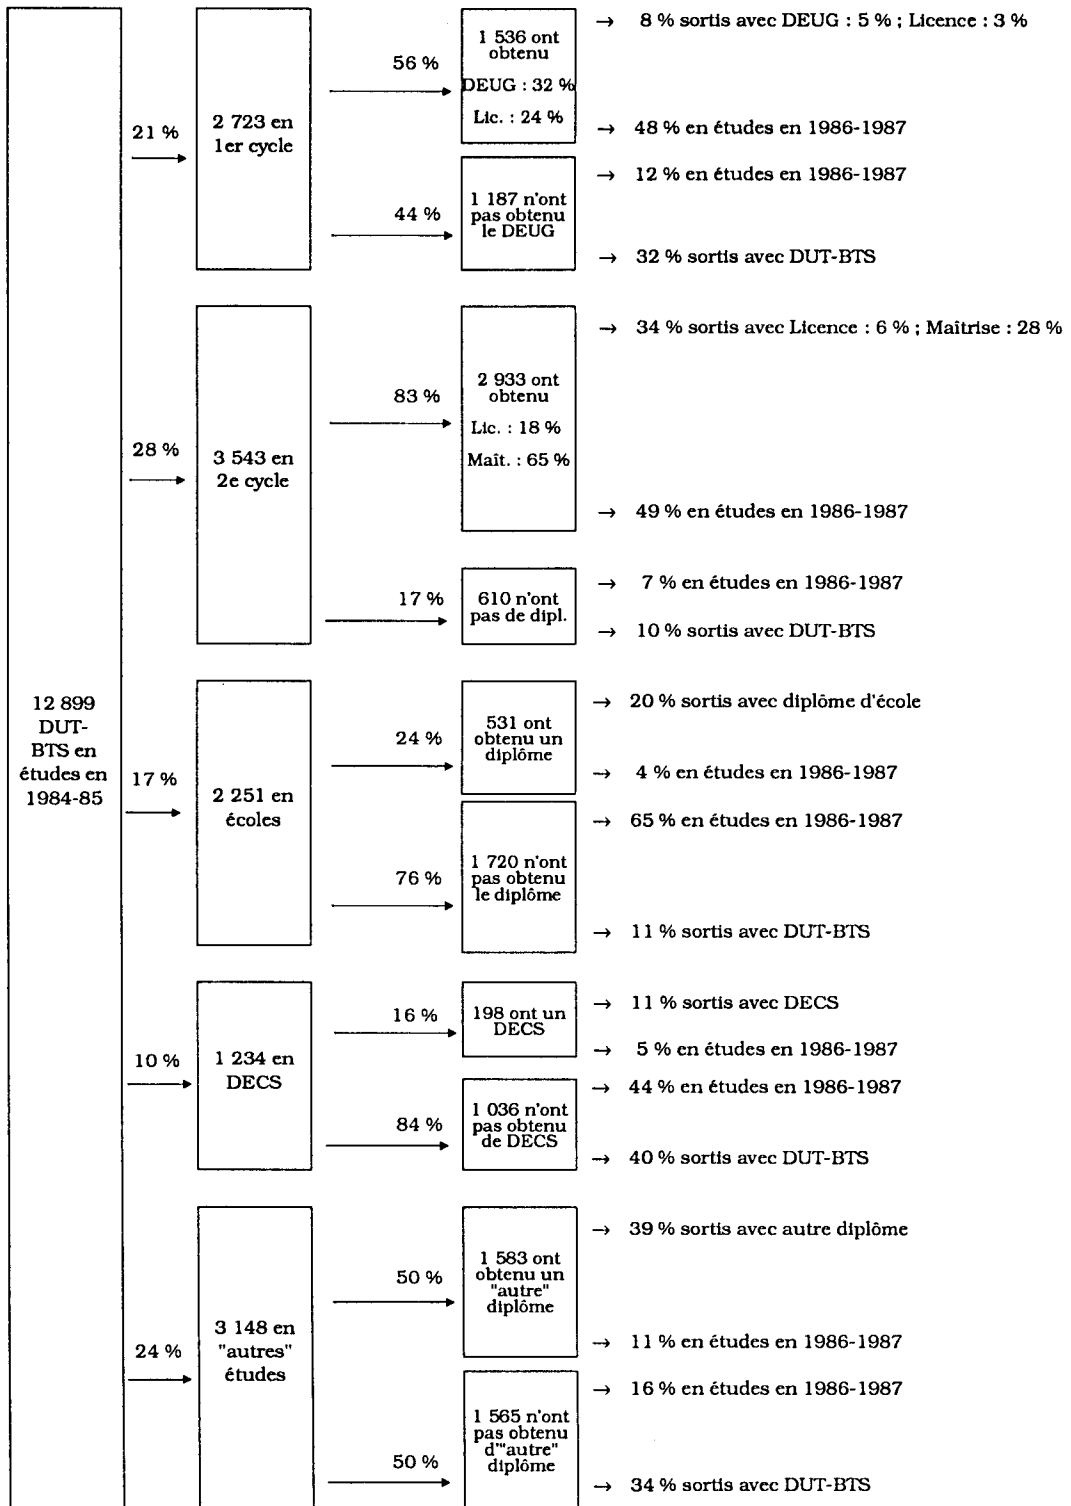 12 899
DUT-
BTS en
études en
1984-85
21 %
2 723 en
1er cycle
56 %
1 536 ont
obtenu
DEUG : 32 %
Lic. : 24 %
→ 8 % sortis avec DEUG : 5 % ; Licence : 3 %
→ 48 % en études en 1986-1987
44 %
1 187 n'ont
pas obtenu
le DEUG
→ 12 % en études en 1986-1987
→ 32 % sortis avec DUT-BTS
28 %
3 543 en
2e cycle
83 %
2 933 ont
obtenu
Lic. : 18 %
Maît. : 65 %
→ 34 % sortis avec Licence : 6 % ; Maîtrise : 28 %
→ 49 % en études en 1986-1987
17 %
610 n'ont
pas de dipl.
→ 7 % en études en 1986-1987
→ 10 % sortis avec DUT-BTS
17 %
2 251 en
écoles
24 %
531 ont
obtenu un
diplôme
→ 20 % sortis avec diplôme d'école
→ 4 % en études en 1986-1987
76 %
1 720 n'ont
pas obtenu
le diplôme
→ 65 % en études en 1986-1987
→ 11 % sortis avec DUT-BTS
10 %
1 234 en
DECS
16 %
198 ont un
DECS
→ 11 % sortis avec DECS
→ 5 % en études en 1986-1987
84 %
1 036 n'ont
pas obtenu
de DECS
→ 44 % en études en 1986-1987
→ 40 % sortis avec DUT-BTS
24 %
3 148 en
"autres"
études
50 %
1 583 ont
obtenu un
"autre"
diplôme
→ 39 % sortis avec autre diplôme
→ 11 % en études en 1986-1987
50 %
1 565 n'ont
pas obtenu
d'"autre"
diplôme
→ 16 % en études en 1986-1987
→ 34 % sortis avec DUT-BTS